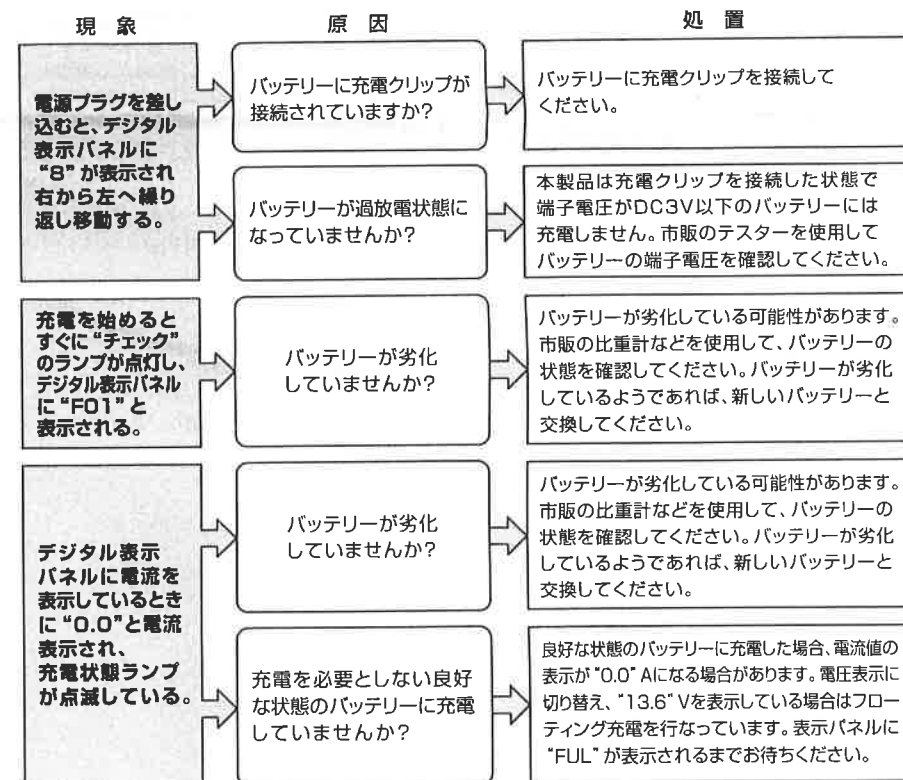 現象
原因
処置
電源プラグを差し
込むと、デジタル
表示パネルに
“8”が表示され
右から左へ繰り
返し移動する。
バッテリーに充電クリップが
接続されていますか?
バッテリーに充電クリップを接続して
ください。
バッテリーが過放電状態に
なっていませんか?
本製品は充電クリップを接続した状態で
端子電圧がDC3V以下のバッテリーには
充電しません。市販のテスターを使用して
バッテリーの端子電圧を確認してください。
充電を始めると
すぐに“チェック”
のランプが点灯し、
デジタル表示パネル
に“F01”と
表示される。
バッテリーが劣化
していませんか?
バッテリーが劣化している可能性があります。
市販の比重計などを使用して、バッテリーの
状態を確認してください。バッテリーが劣化
しているようであれば、新しいバッテリーと
交換してください。
デジタル表示
パネルに電流を
表示しているとき
に“0.0”と電流
表示され、
充電状態ランプ
が点滅している。
バッテリーが劣化
していませんか?
バッテリーが劣化している可能性があります。
市販の比重計などを使用して、バッテリーの
状態を確認してください。バッテリーが劣化
しているようであれば、新しいバッテリーと
交換してください。
充電を必要としない良好
な状態のバッテリーに充電
していませんか?
良好な状態のバッテリーに充電した場合、電流値の
表示が“0.0”Aになる場合があります。電圧表示に
切り替え、“13.6”Vを表示している場合はフロー
ティング充電を行なっています。表示パネルに
“FUL”が表示されるまでお待ちください。